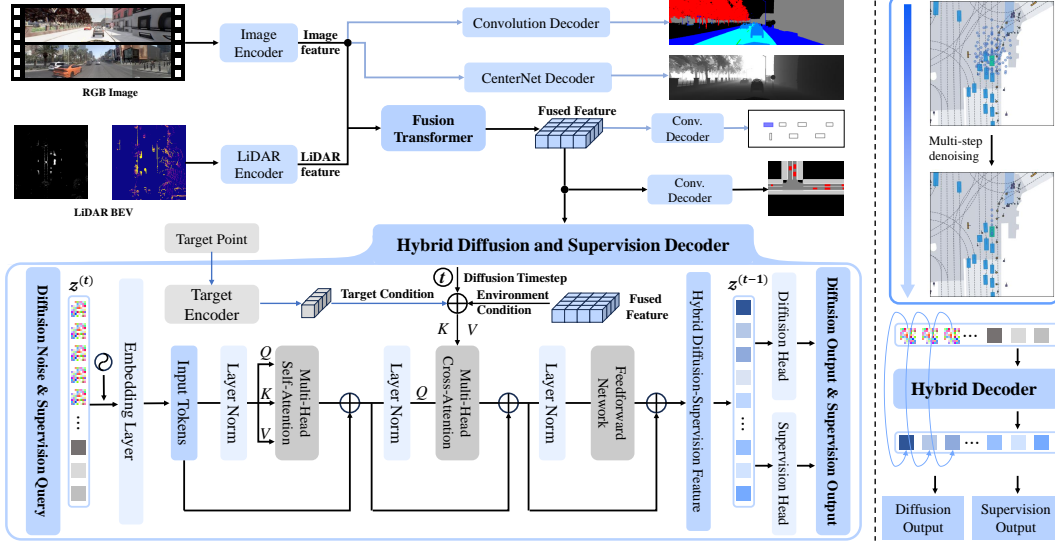 RGB Image
Image
Encoder
Image
feature
Convolution Decoder
CenterNet Decoder
LiDAR BEV
LiDAR
Encoder
LiDAR
feature
Fusion
Transformer
Fused Feature
Conv.
Decoder
Conv.
Decoder
Target Point
Hybrid Diffusion and Supervision Decoder
Target
Encoder
Target Condition
t
Diffusion Timestep
Environment
Condition
Fused
Feature
K
V
Diffusion Noise & Supervision Query
z^(t)
Embedding Layer
Input Tokens
Layer Norm
Q
K
V
Multi-Head
Self-Attention
Layer Norm
Q
Multi-Head
Cross-Attention
Layer Norm
Feedforward
Network
Hybrid Diffusion-Supervision
Feature
z^(t−1)
Diffusion Head
Supervision Head
Diffusion Output & Supervision Output
Multi-step
denoising
Hybrid Decoder
Diffusion
Output
Supervision
Output